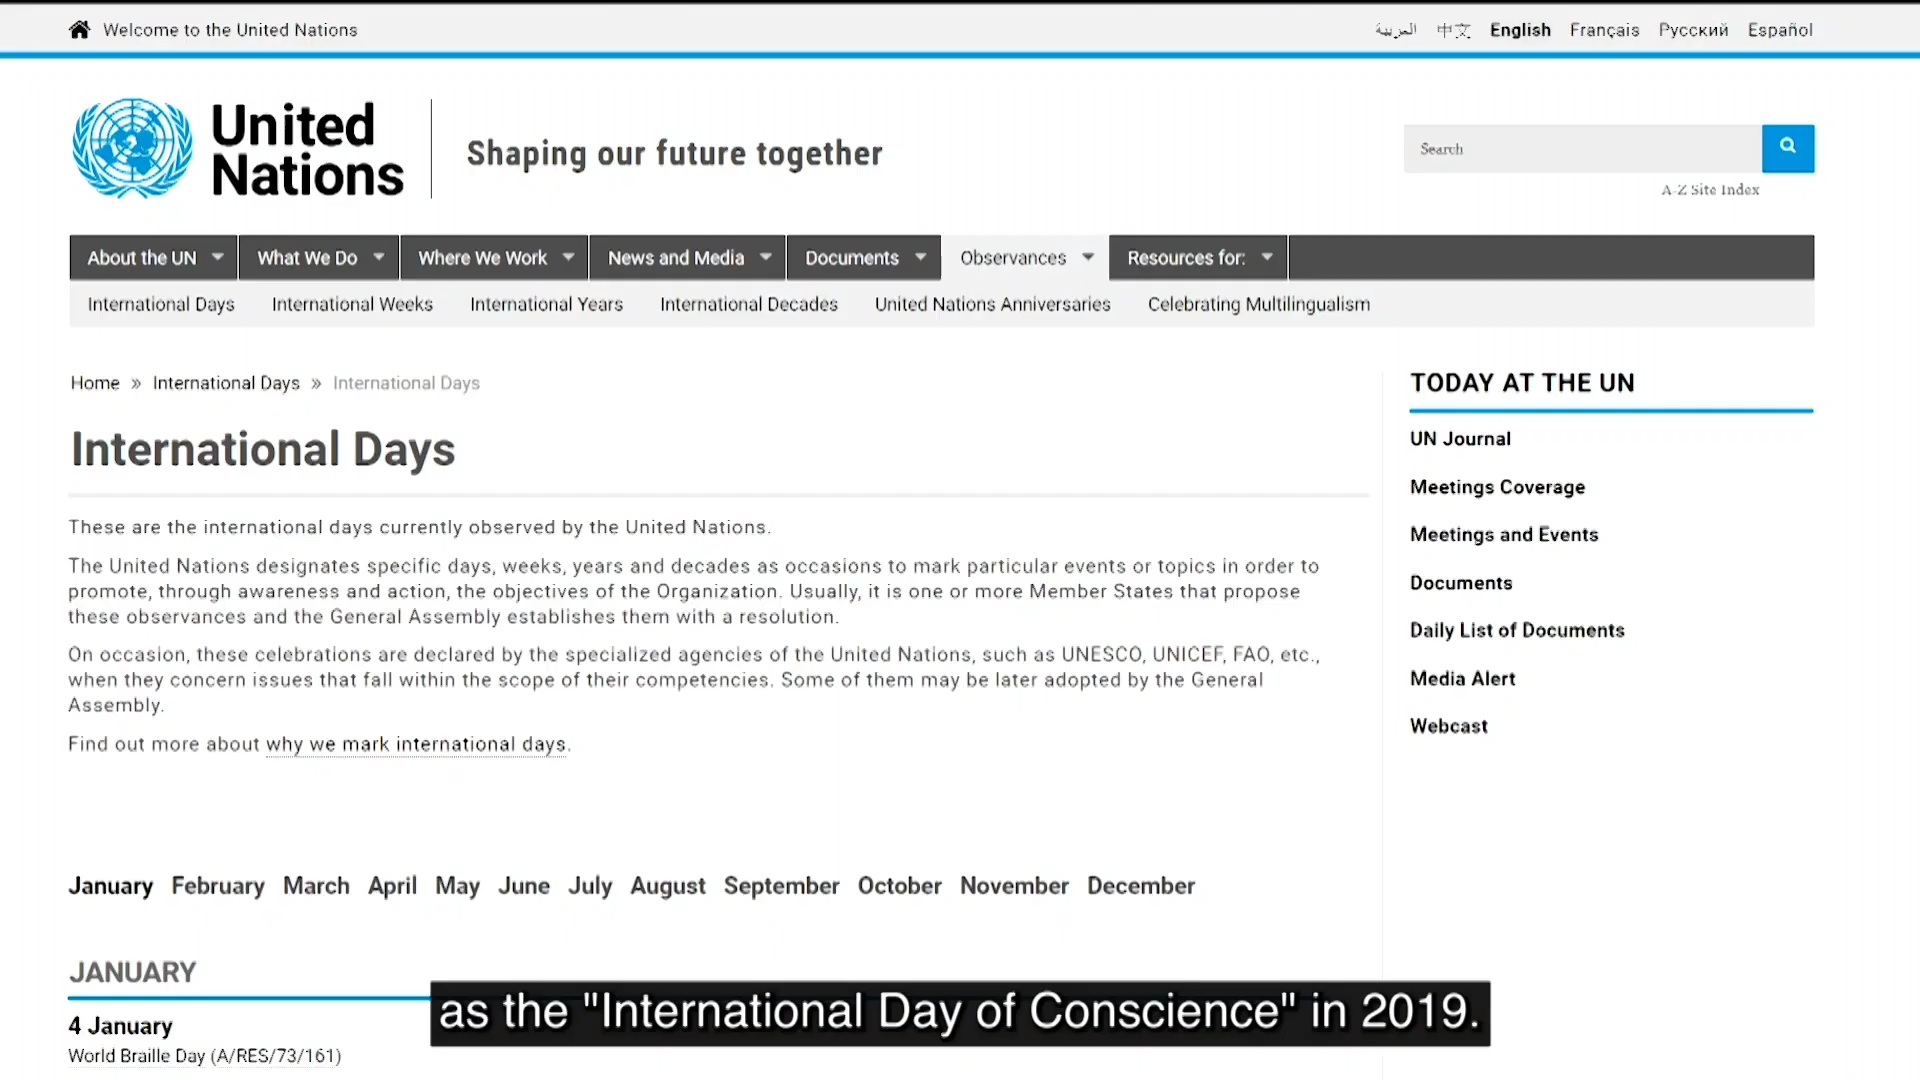 Welcome to the United Nations
العربية 中文 English Français Русский Español
United
Nations
Shaping our future together
Search
A-Z Site Index
About the UN What We Do Where We Work News and Media Documents Observances Resources for:
International Days International Weeks International Years International Decades United Nations Anniversaries Celebrating Multilingualism
Home » International Days » International Days
International Days
These are the international days currently observed by the United Nations.
The United Nations designates specific days, weeks, years and decades as occasions to mark particular events or topics in order to
promote, through awareness and action, the objectives of the Organization. Usually, it is one or more Member States that propose
these observances and the General Assembly establishes them with a resolution.
On occasion, these celebrations are declared by the specialized agencies of the United Nations, such as UNESCO, UNICEF, FAO, etc.,
when they concern issues that fall within the scope of their competencies. Some of them may be later adopted by the General
Assembly.
Find out more about why we mark international days.
January February March April May June July August September October November December
JANUARY
4 January
World Braille Day (A/RES/73/161)
TODAY AT THE UN
UN Journal
Meetings Coverage
Meetings and Events
Documents
Daily List of Documents
Media Alert
Webcast
as the "International Day of Conscience" in 2019.